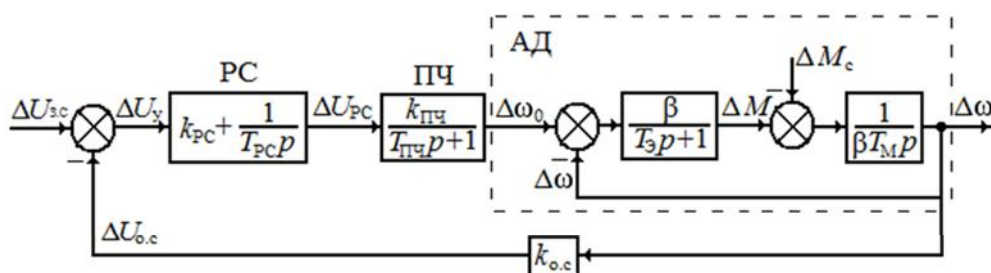 АД
РС
ПЧ
ΔM_c
ΔU_з.с
ΔU_у
k_РС + 1/(T_РС p)
ΔU_РС
k_ПЧ/(T_ПЧ p+1)
Δω_0
β/(T_Э p+1)
ΔM
1/(βT_М p)
Δω
−
−
−
Δω
ΔU_о.с
k_о.с